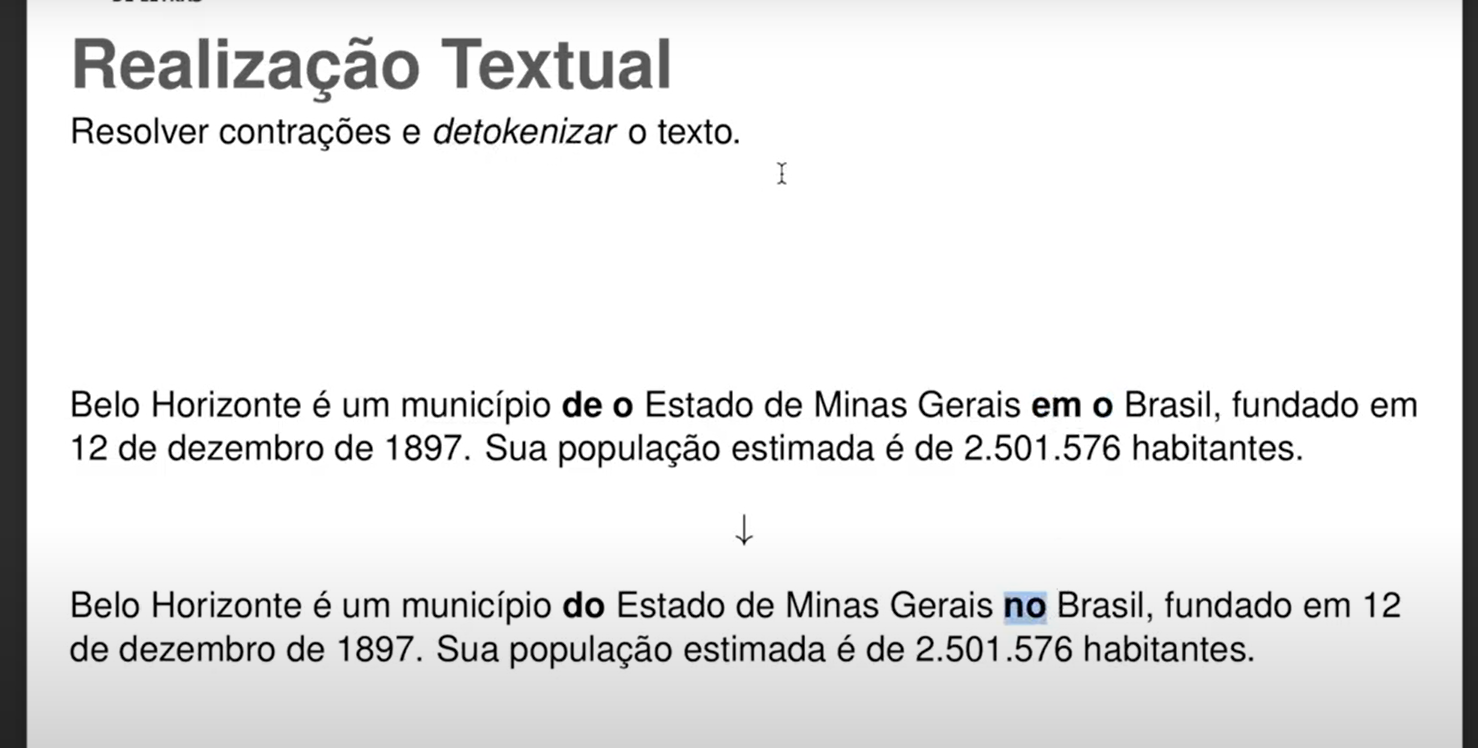 Realização Textual
Resolver contrações e detokenizar o texto.
Belo Horizonte é um município de o Estado de Minas Gerais em o Brasil, fundado em
12 de dezembro de 1897. Sua população estimada é de 2.501.576 habitantes.
↓
Belo Horizonte é um município do Estado de Minas Gerais no Brasil, fundado em 12
de dezembro de 1897. Sua população estimada é de 2.501.576 habitantes.